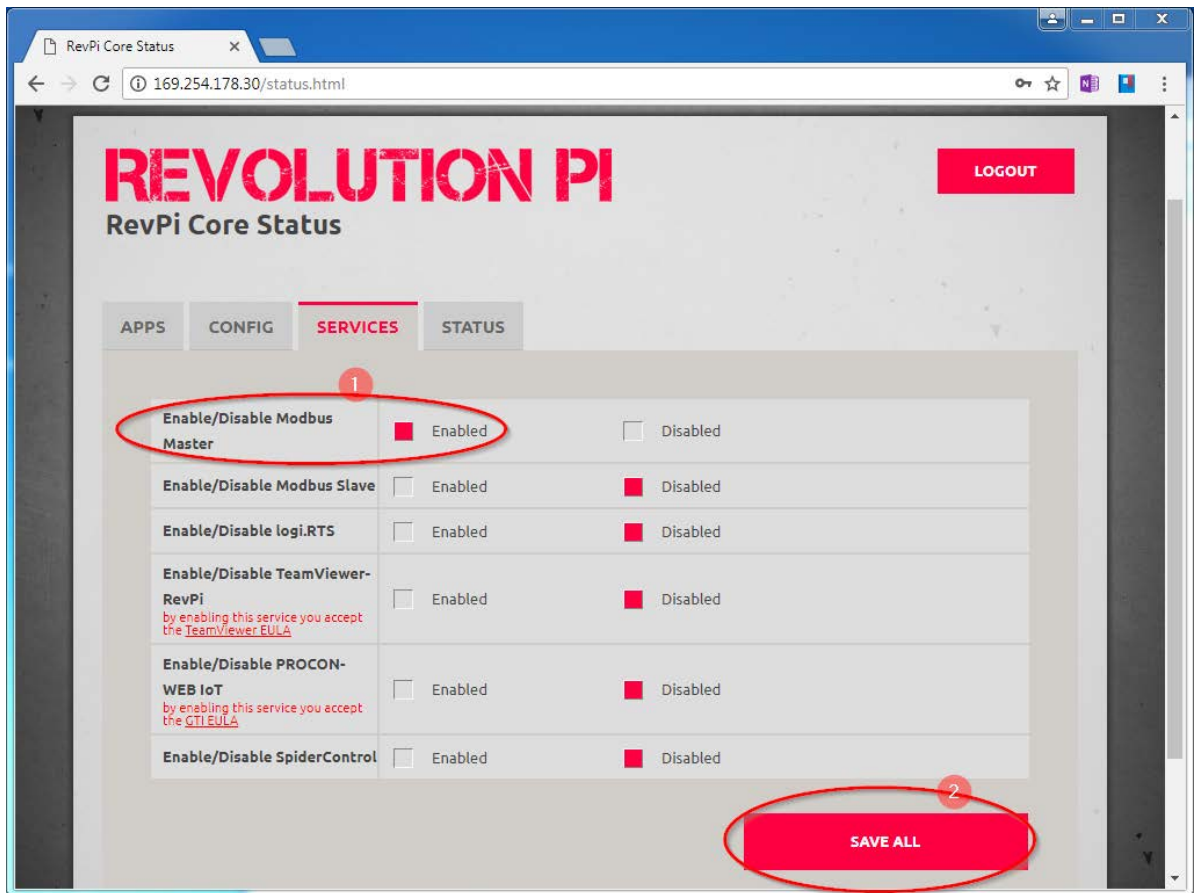 RevPi Core Status
169.254.178.30/status.html
REVOLUTION PI
LOGOUT
RevPi Core Status
APPS CONFIG SERVICES STATUS
1
Enable/Disable Modbus
Master
Enabled Disabled
Enable/Disable Modbus Slave Enabled Disabled
Enable/Disable logi.RTS Enabled Disabled
Enable/Disable TeamViewer-
RevPi
by enabling this service you accept
the TeamViewer EULA
Enabled Disabled
Enable/Disable PROCON-
WEB IoT
by enabling this service you accept
the GTI EULA
Enabled Disabled
Enable/Disable SpiderControl Enabled Disabled
2
SAVE ALL